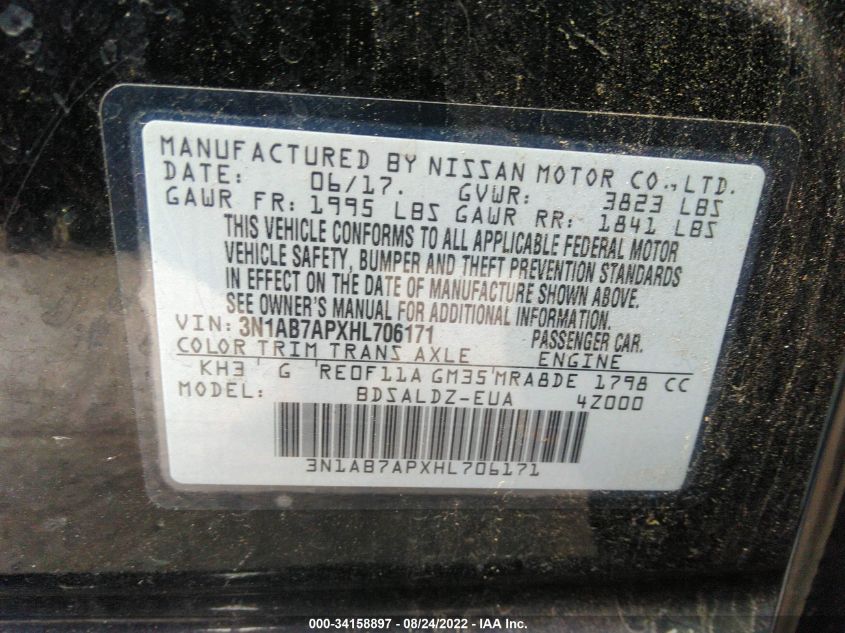 MANUFACTURED BY NISSAN MOTOR CO.,LTD.
DATE: 06/17. GVWR: 3823 LBS
GAWR FR: 1995 LBS GAWR RR: 1841 LBS
THIS VEHICLE CONFORMS TO ALL APPLICABLE FEDERAL MOTOR
VEHICLE SAFETY, BUMPER AND THEFT PREVENTION STANDARDS
IN EFFECT ON THE DATE OF MANUFACTURE SHOWN ABOVE.
SEE OWNER'S MANUAL FOR ADDITIONAL INFORMATION.
VIN: 3N1AB7APXHL706171 PASSENGER CAR.
COLOR TRIM TRANS AXLE ENGINE
KH3 G RE0F11A GM35 MRA8DE 1798 CC
MODEL: BDSALDZ-EUA 4Z000
3N1AB7APXHL706171
000-34158897 - 08/24/2022 - IAAI.com